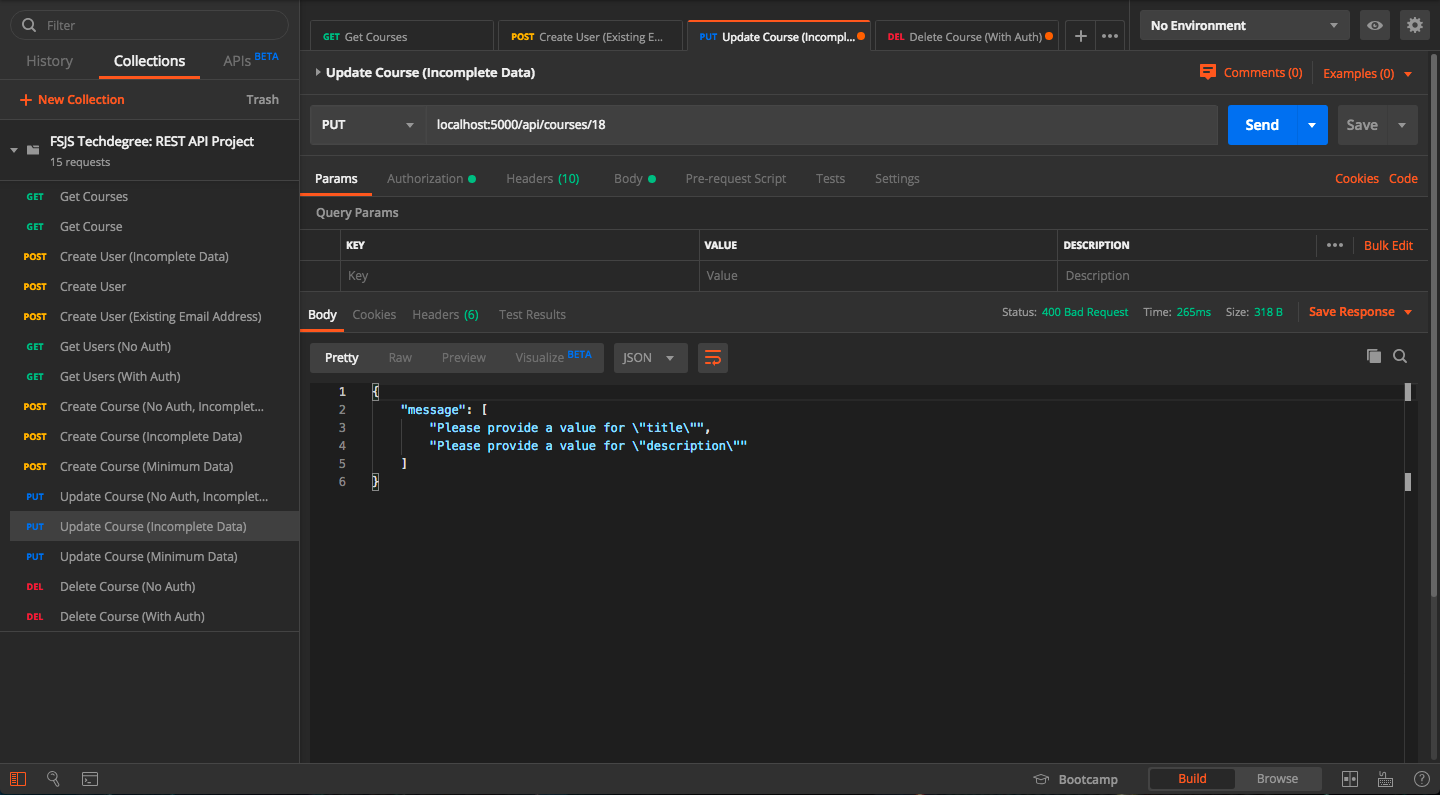 Filter
History
Collections
APIs BETA
New Collection
Trash
FSJS Techdegree: REST API Project
15 requests
GET Get Courses
GET Get Course
POST Create User (Incomplete Data)
POST Create User
POST Create User (Existing Email Address)
GET Get Users (No Auth)
GET Get Users (With Auth)
POST Create Course (No Auth, Incomplet...
POST Create Course (Incomplete Data)
POST Create Course (Minimum Data)
PUT Update Course (No Auth, Incomplet...
PUT Update Course (Incomplete Data)
PUT Update Course (Minimum Data)
DEL Delete Course (No Auth)
DEL Delete Course (With Auth)
GET Get Courses
POST Create User (Existing E...
PUT Update Course (Incompl...
DEL Delete Course (With Auth)
No Environment
Update Course (Incomplete Data)
Comments (0)
Examples (0)
PUT
localhost:5000/api/courses/18
Send
Save
Params
Authorization
Headers (10)
Body
Pre-request Script
Tests
Settings
Cookies
Code
Query Params
KEY
VALUE
DESCRIPTION
Bulk Edit
Key
Value
Description
Body
Cookies
Headers (6)
Test Results
Status: 400 Bad Request
Time: 265ms
Size: 318 B
Save Response
Pretty
Raw
Preview
Visualize BETA
JSON
1 {
2 "message": [
3 "Please provide a value for \"title\"",
4 "Please provide a value for \"description\""
5 ]
6 }
Bootcamp
Build
Browse